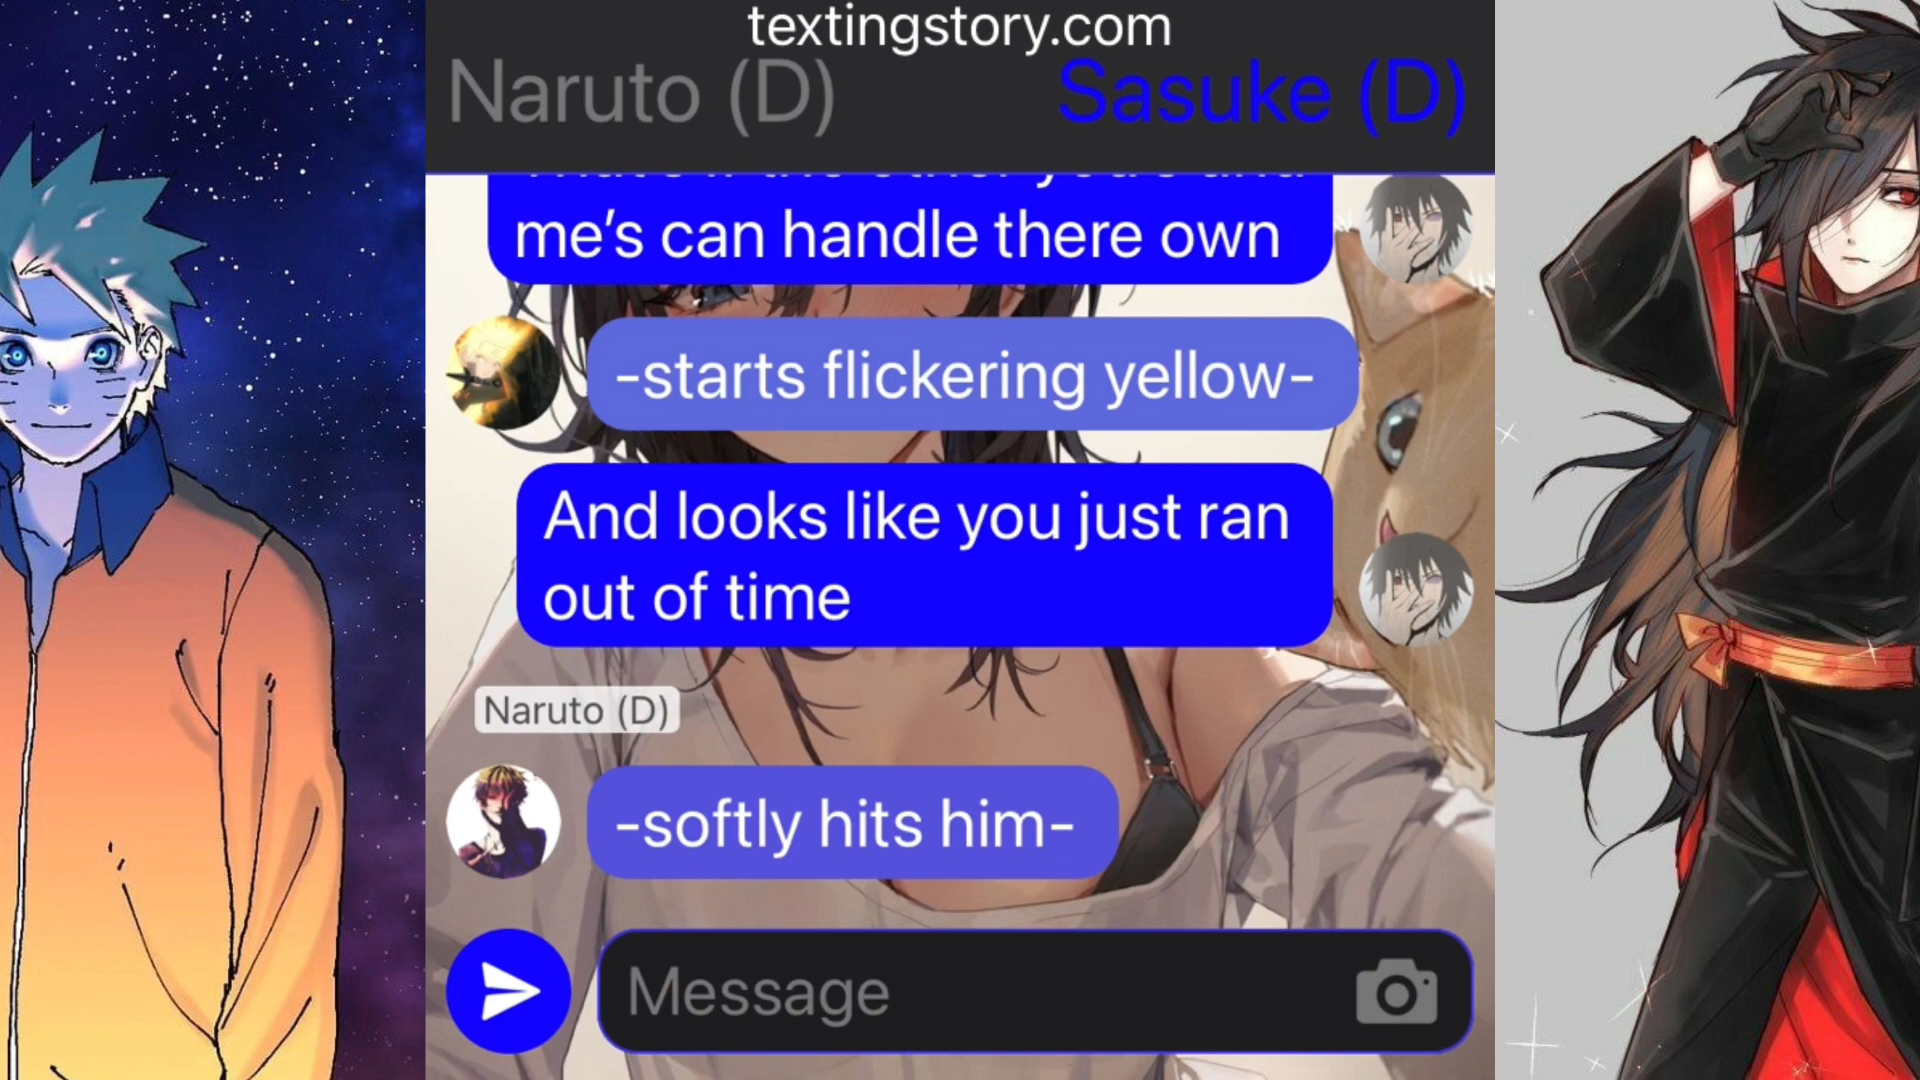 textingstory.com
Naruto (D)
Sasuke (D)
me's can handle there own
-starts flickering yellow-
And looks like you just ran
out of time
Naruto (D)
-softly hits him-
Message